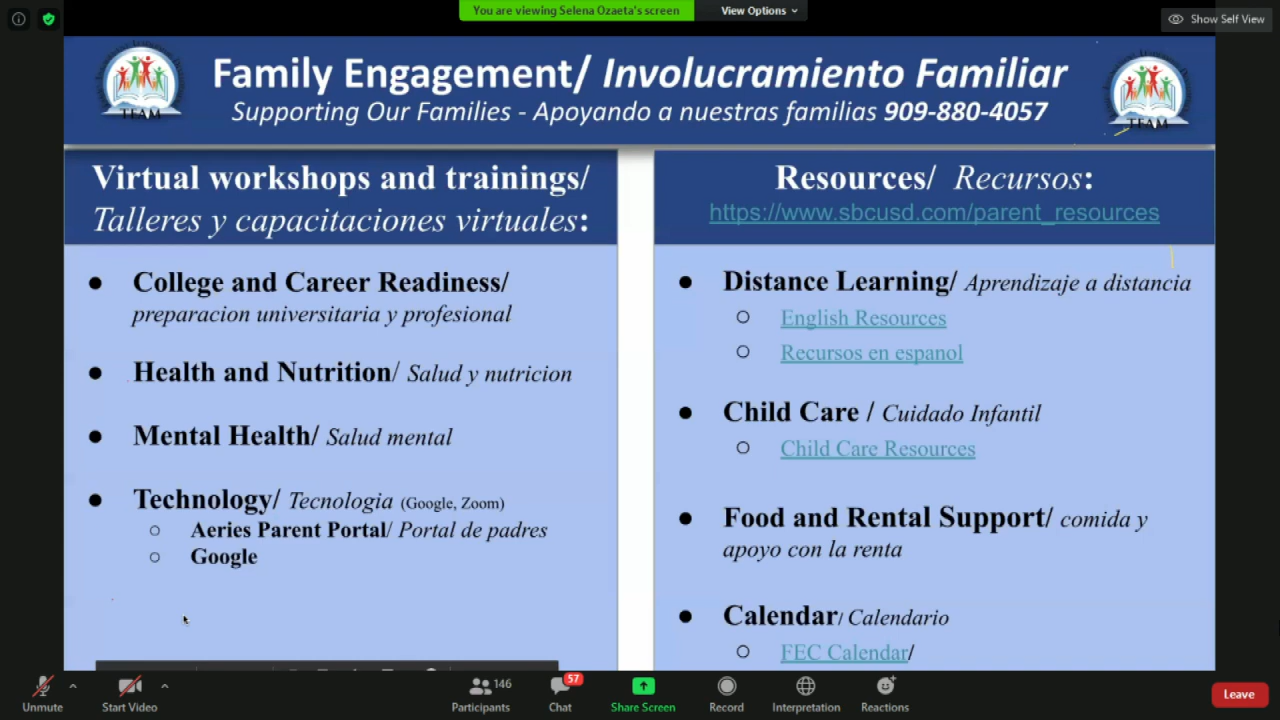 You are viewing Selena Ozaeta's screen
View Options
Show Self View
Family Engagement/ Involucramiento Familiar
Supporting Our Families - Apoyando a nuestras familias 909-880-4057
TEAM
TEAM
Virtual workshops and trainings/
Talleres y capacitaciones virtuales:
College and Career Readiness/
preparacion universitaria y profesional
Health and Nutrition/ Salud y nutricion
Mental Health/ Salud mental
Technology/ Tecnologia (Google, Zoom)
Aeries Parent Portal/ Portal de padres
Google
Resources/ Recursos:
https://www.sbcusd.com/parent_resources
Distance Learning/ Aprendizaje a distancia
English Resources
Recursos en espanol
Child Care / Cuidado Infantil
Child Care Resources
Food and Rental Support/ comida y
apoyo con la renta
Calendar/ Calendario
FEC Calendar/
Unmute
Start Video
146
Participants
57
Chat
Share Screen
Record
Interpretation
Reactions
Leave